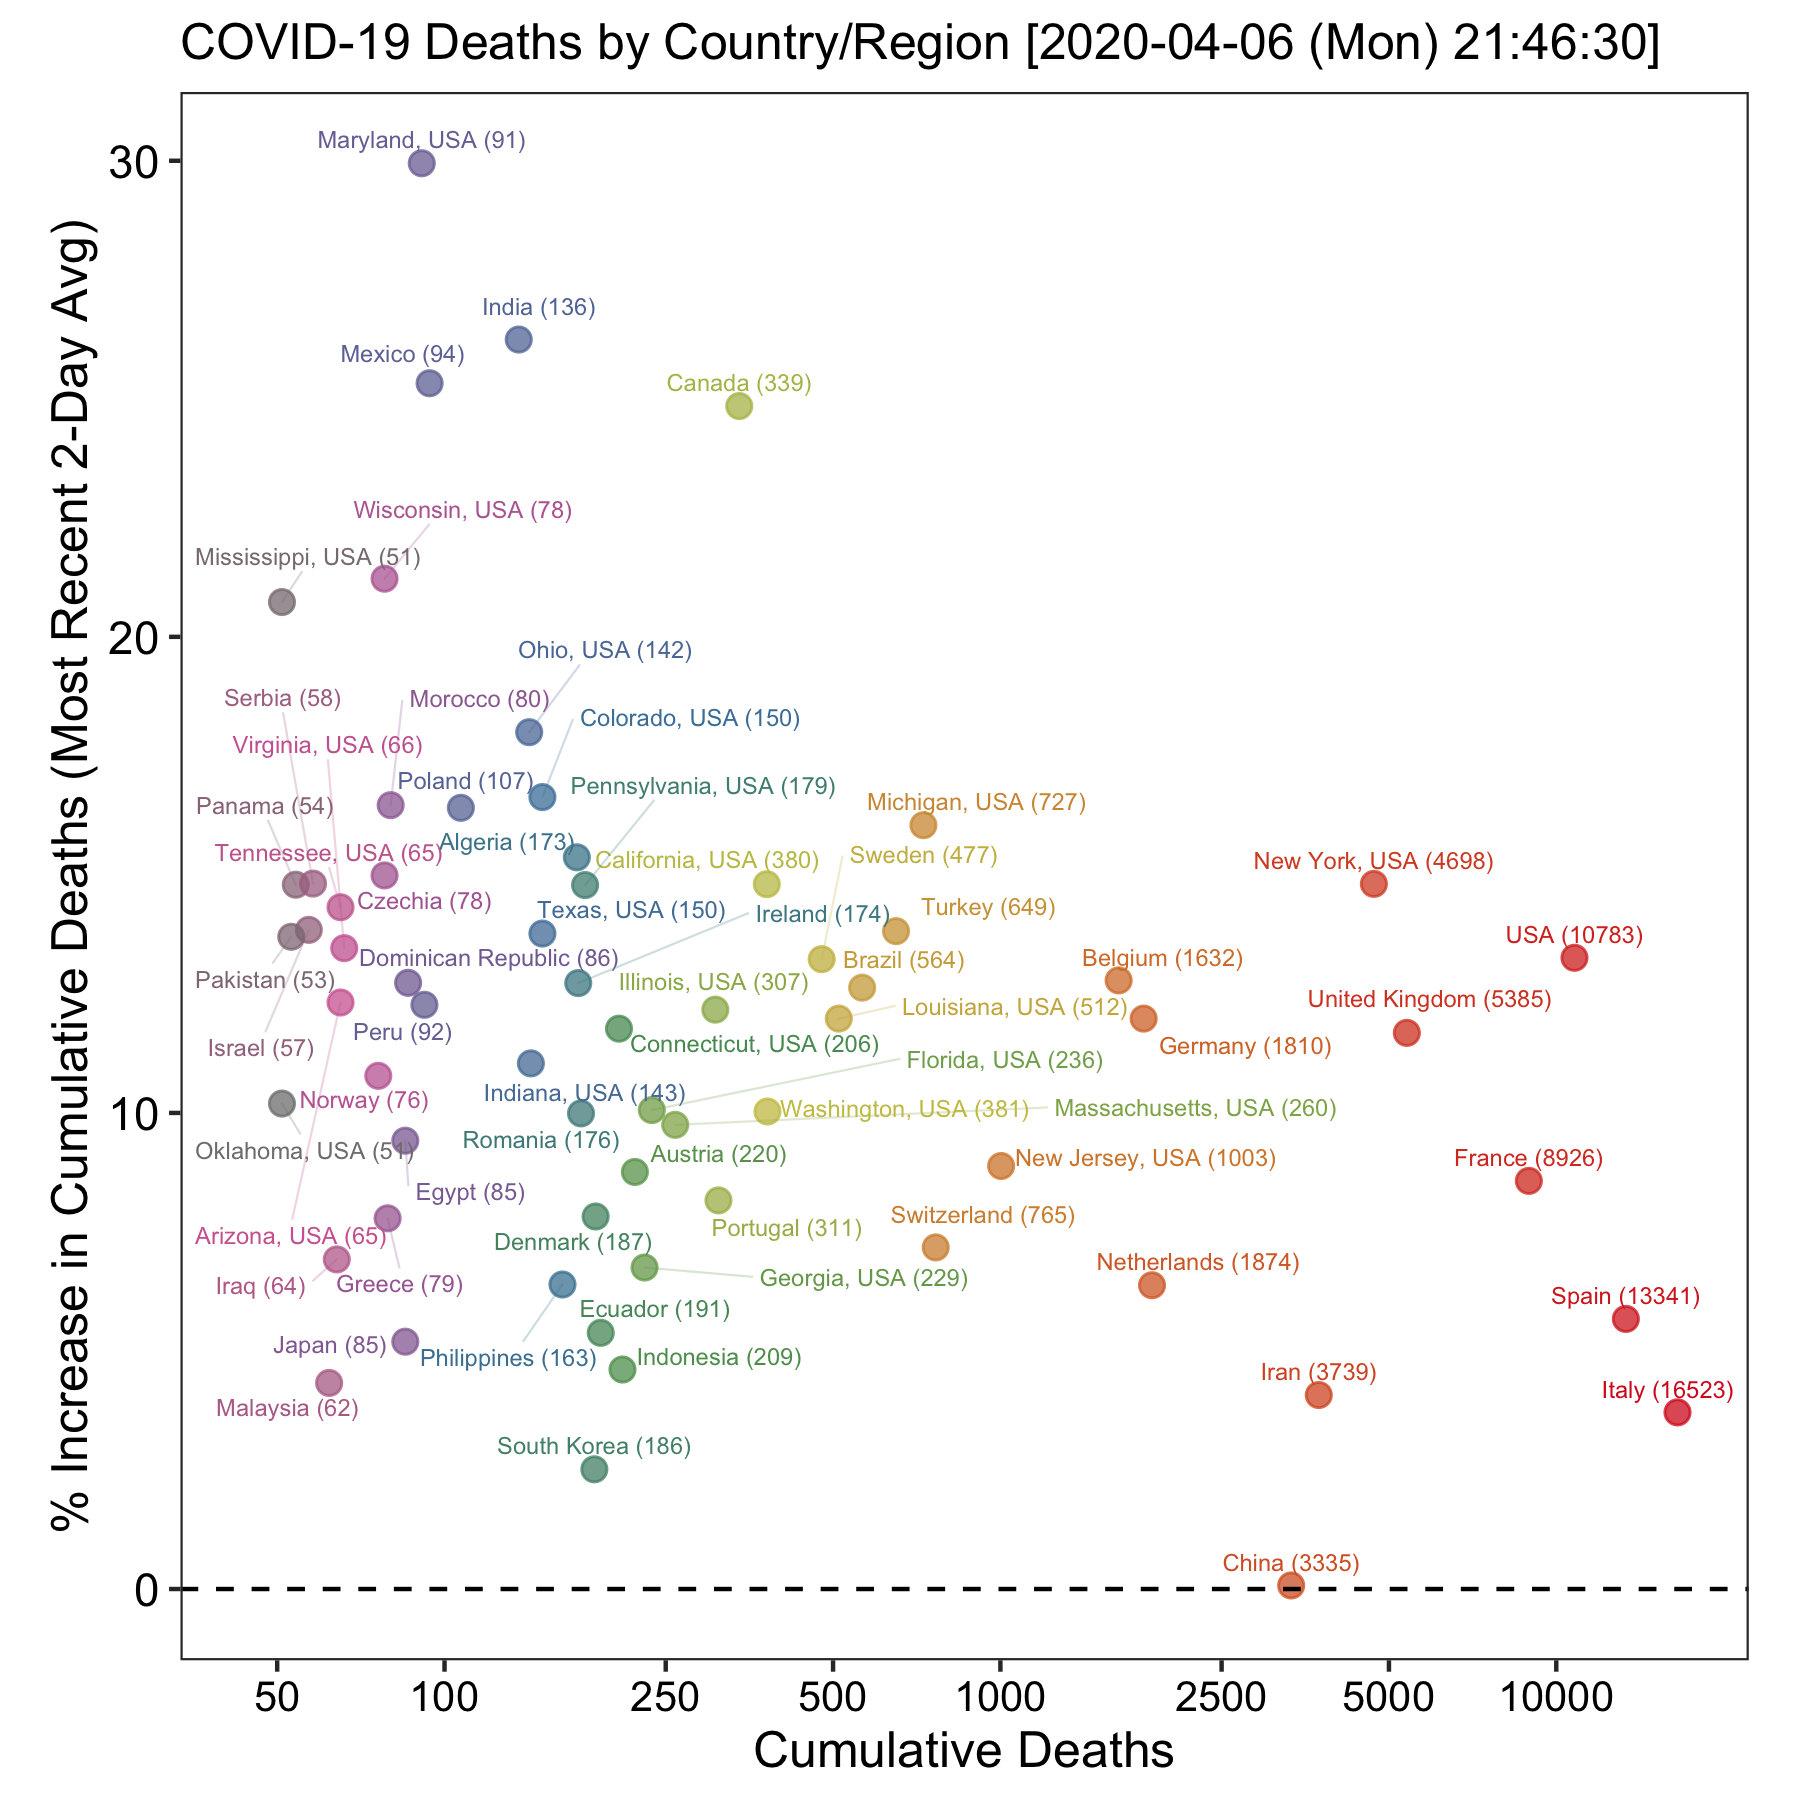 COVID-19 Deaths by Country/Region [2020-04-06 (Mon) 21:46:30]
% Increase in Cumulative Deaths (Most Recent 2-Day Avg)
30
20
10
0
Maryland, USA (91)
India (136)
Mexico (94)
Canada (339)
Wisconsin, USA (78)
Mississippi, USA (51)
Ohio, USA (142)
Serbia (58)
Morocco (80)
Colorado, USA (150)
Virginia, USA (66)
Poland (107)
Pennsylvania, USA (179)
Panama (54)
Michigan, USA (727)
Algeria (173)
Tennessee, USA (65)
California, USA (380)
Sweden (477)
New York, USA (4698)
Czechia (78)
Texas, USA (150)
Ireland (174)
Turkey (649)
USA (10783)
Dominican Republic (86)
Brazil (564)
Belgium (1632)
Pakistan (53)
Illinois, USA (307)
Louisiana, USA (512)
United Kingdom (5385)
Peru (92)
Israel (57)
Connecticut, USA (206)
Germany (1810)
Florida, USA (236)
Indiana, USA (143)
Norway (76)
Washington, USA (381)
Massachusetts, USA (260)
Oklahoma, USA (51)
Romania (176)
Austria (220)
New Jersey, USA (1003)
France (8926)
Egypt (85)
Arizona, USA (65)
Denmark (187)
Portugal (311)
Switzerland (765)
Iraq (64)
Greece (79)
Georgia, USA (229)
Netherlands (1874)
Ecuador (191)
Spain (13341)
Japan (85)
Philippines (163)
Indonesia (209)
Iran (3739)
Malaysia (62)
Italy (16523)
South Korea (186)
China (3335)
50
100
250
500
1000
2500
5000
10000
Cumulative Deaths